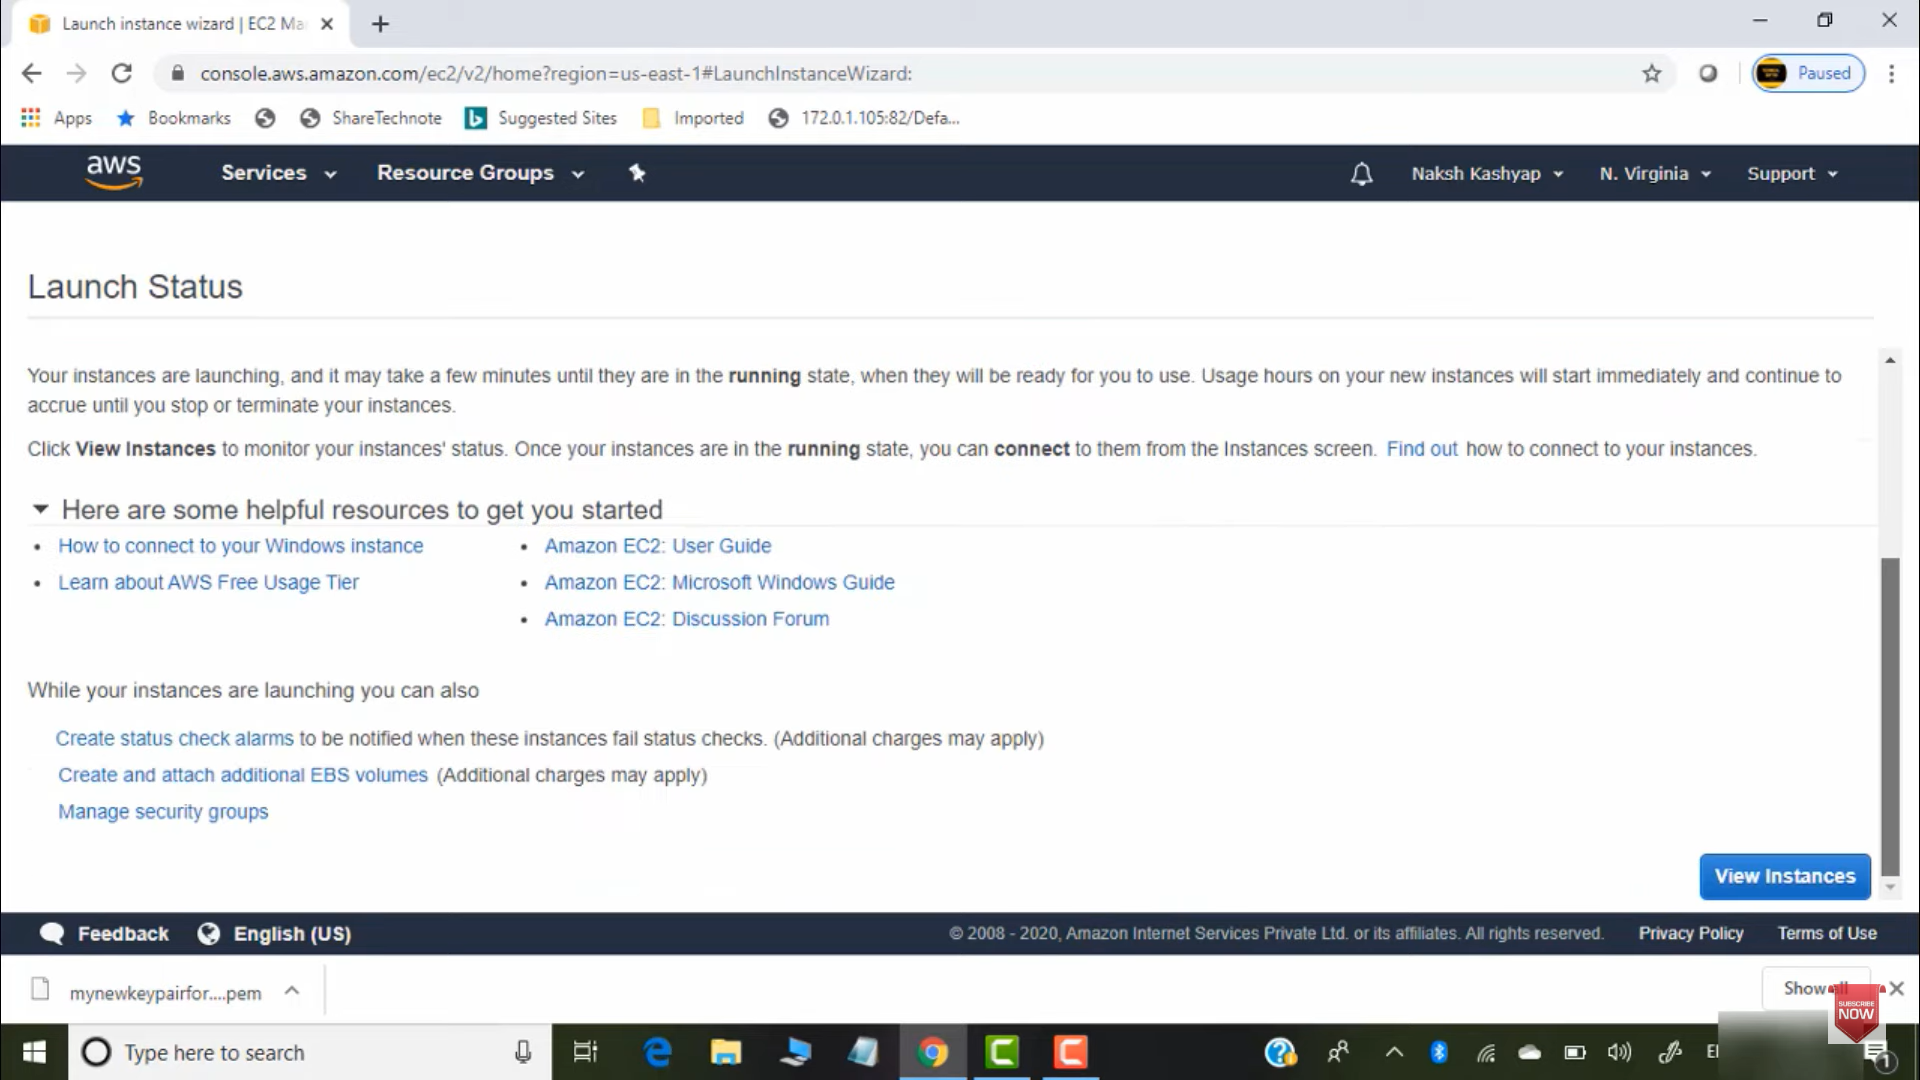 Launch instance wizard | EC2 Ma
console.aws.amazon.com/ec2/v2/home?region=us-east-1#LaunchInstanceWizard:
Paused
Apps
Bookmarks
ShareTechnote
Suggested Sites
Imported
172.0.1.105:82/Defa...
aws
Services
Resource Groups
Naksh Kashyap
N. Virginia
Support
Launch Status
Your instances are launching, and it may take a few minutes until they are in the running state, when they will be ready for you to use. Usage hours on your new instances will start immediately and continue to
accrue until you stop or terminate your instances.
Click View Instances to monitor your instances' status. Once your instances are in the running state, you can connect to them from the Instances screen. Find out how to connect to your instances.
Here are some helpful resources to get you started
How to connect to your Windows instance
Learn about AWS Free Usage Tier
Amazon EC2: User Guide
Amazon EC2: Microsoft Windows Guide
Amazon EC2: Discussion Forum
While your instances are launching you can also
Create status check alarms to be notified when these instances fail status checks. (Additional charges may apply)
Create and attach additional EBS volumes (Additional charges may apply)
Manage security groups
View Instances
Feedback
English (US)
© 2008 - 2020, Amazon Internet Services Private Ltd. or its affiliates. All rights reserved.
Privacy Policy
Terms of Use
mynewkeypairfor....pem
Show
SUBSCRIBE
NOW
Type here to search
1